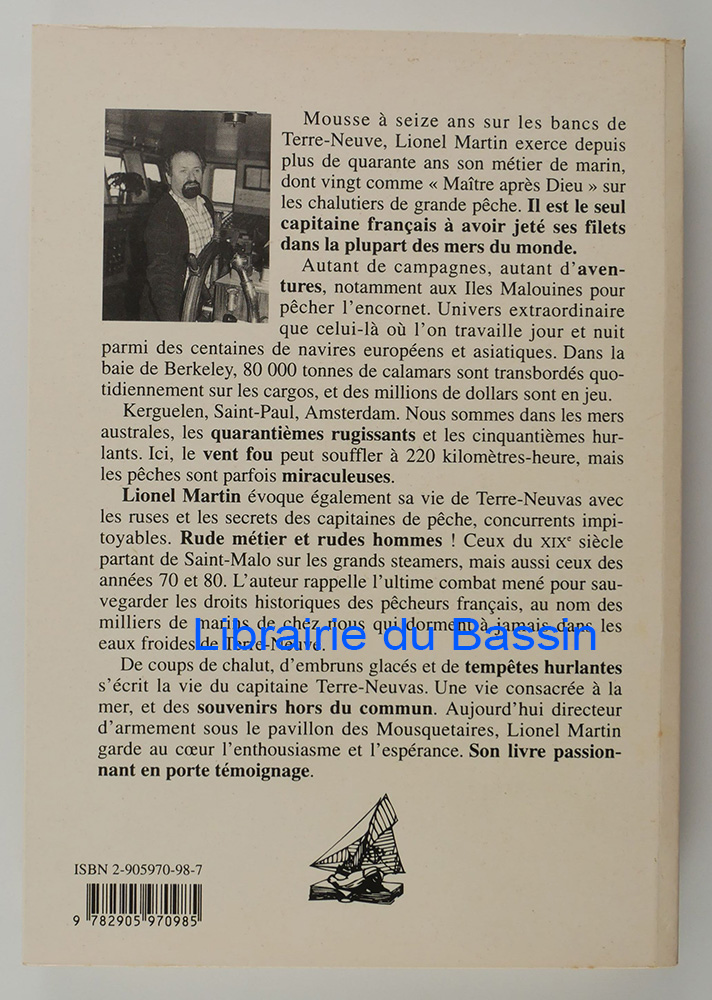 Mousse à seize ans sur les bancs de
Terre-Neuve, Lionel Martin exerce depuis
plus de quarante ans son métier de marin,
dont vingt comme « Maître après Dieu » sur
les chalutiers de grande pêche. Il est le seul
capitaine français à avoir jeté ses filets
dans la plupart des mers du monde.
Autant de campagnes, autant d'aven-
tures, notamment aux Iles Malouines pour
pêcher l'encornet. Univers extraordinaire
que celui-là où l'on travaille jour et nuit
parmi des centaines de navires européens et asiatiques. Dans la
baie de Berkeley, 80 000 tonnes de calamars sont transbordés quo-
tidiennement sur les cargos, et des millions de dollars sont en jeu.
Kerguelen, Saint-Paul, Amsterdam. Nous sommes dans les mers
australes, les quarantièmes rugissants et les cinquantièmes hur-
lants. Ici, le vent fou peut souffler à 220 kilomètres-heure, mais
les pêches sont parfois miraculeuses.
Lionel Martin évoque également sa vie de Terre-Neuvas avec
les ruses et les secrets des capitaines de pêche, concurrents impi-
toyables. Rude métier et rudes hommes ! Ceux du XIXe siècle
partant de Saint-Malo sur les grands steamers, mais aussi ceux des
années 70 et 80. L'auteur rappelle l'ultime combat mené pour sau-
vegarder les droits historiques des pêcheurs français, au nom des
milliers de marins de chez nous qui dorment à jamais dans les
eaux froides de Terre-Neuve.
Librairie du Bassin
De coups de chalut, d'embruns glacés et de tempêtes hurlantes
s'écrit la vie du capitaine Terre-Neuvas. Une vie consacrée à la
mer, et des souvenirs hors du commun. Aujourd'hui directeur
d'armement sous le pavillon des Mousquetaires, Lionel Martin
garde au cœur l'enthousiasme et l'espérance. Son livre passion-
nant en porte témoignage.
ISBN 2-905970-98-7
9 782905 970985